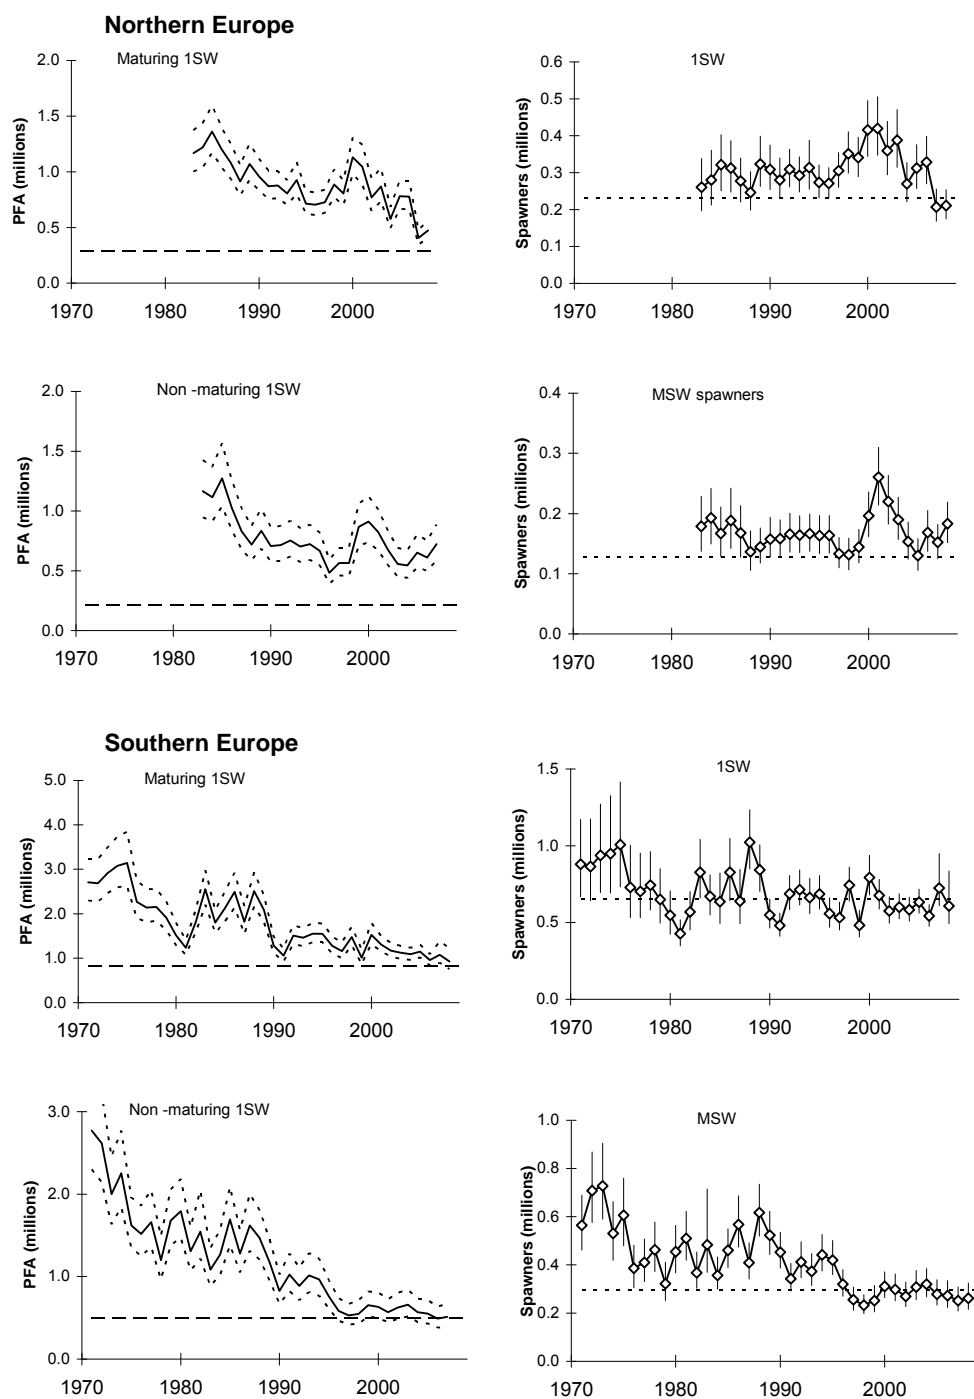 Northern Europe
Maturing 1SW
PFA (millions)
2.0
1.5
1.0
0.5
0.0
1970 1980 1990 2000
1SW
Spawners (millions)
0.6
0.5
0.4
0.3
0.2
0.1
0.0
1970 1980 1990 2000
Non -maturing 1SW
PFA (millions)
2.0
1.5
1.0
0.5
0.0
1970 1980 1990 2000
MSW spawners
Spawners (millions)
0.4
0.3
0.2
0.1
0.0
1970 1980 1990 2000
Southern Europe
Maturing 1SW
PFA (millions)
5.0
4.0
3.0
2.0
1.0
0.0
1970 1980 1990 2000
1SW
Spawners (millions)
1.5
1.0
0.5
0.0
1970 1980 1990 2000
Non -maturing 1SW
PFA (millions)
3.0
2.0
1.0
0.0
1970 1980 1990 2000
MSW
Spawners (millions)
1.0
0.8
0.6
0.4
0.2
0.0
1970 1980 1990 2000